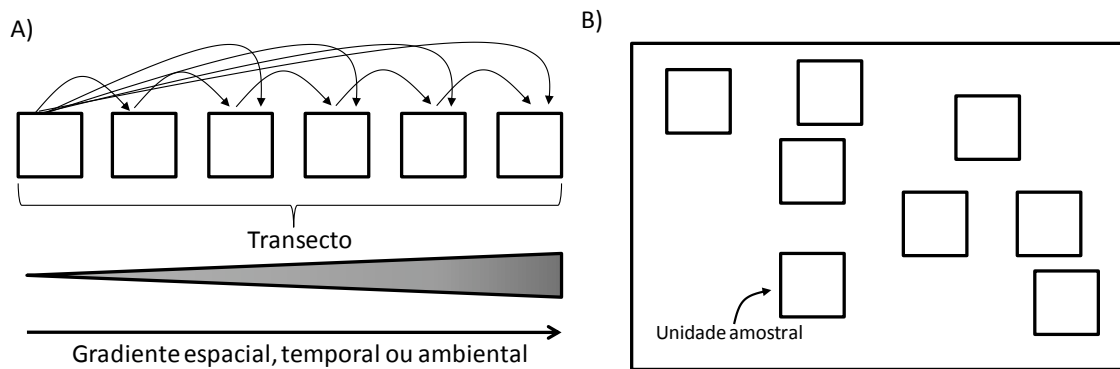 A)
Transecto
Gradiente espacial, temporal ou ambiental
B)
Unidade amostral